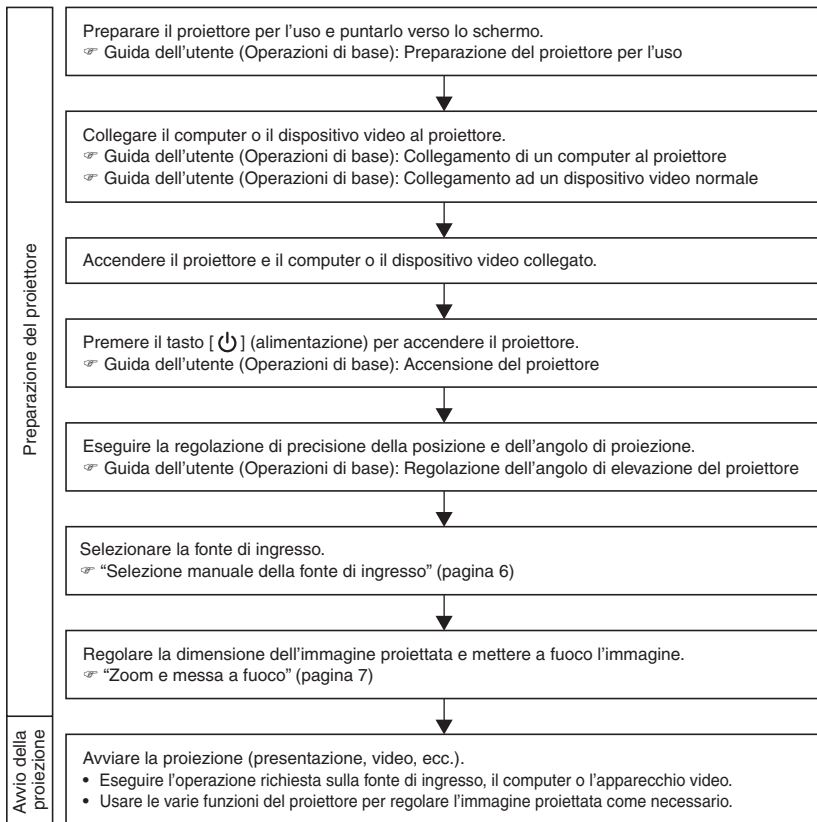 Preparazione del proiettore
Preparare il proiettore per l'uso e puntarlo verso lo schermo.
☞ Guida dell'utente (Operazioni di base): Preparazione del proiettore per l'uso
Collegare il computer o il dispositivo video al proiettore.
☞ Guida dell'utente (Operazioni di base): Collegamento di un computer al proiettore
☞ Guida dell'utente (Operazioni di base): Collegamento ad un dispositivo video normale
Accendere il proiettore e il computer o il dispositivo video collegato.
Premere il tasto [⏻] (alimentazione) per accendere il proiettore.
☞ Guida dell'utente (Operazioni di base): Accensione del proiettore
Eseguire la regolazione di precisione della posizione e dell'angolo di proiezione.
☞ Guida dell'utente (Operazioni di base): Regolazione dell'angolo di elevazione del proiettore
Selezionare la fonte di ingresso.
☞ “Selezione manuale della fonte di ingresso” (pagina 6)
Regolare la dimensione dell'immagine proiettata e mettere a fuoco l'immagine.
☞ “Zoom e messa a fuoco” (pagina 7)
Avvio della
proiezione
Avviare la proiezione (presentazione, video, ecc.).
• Eseguire l'operazione richiesta sulla fonte di ingresso, il computer o l'apparecchio video.
• Usare le varie funzioni del proiettore per regolare l'immagine proiettata come necessario.